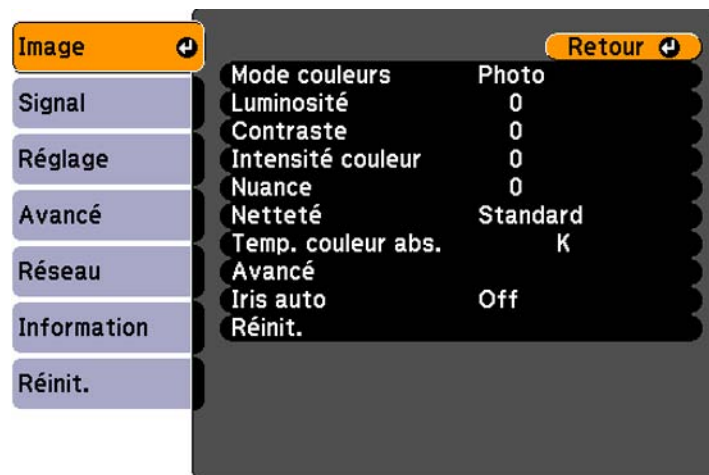 Image
Signal
Réglage
Avancé
Réseau
Information
Réinit.
Retour
Mode couleurs Photo
Luminosité 0
Contraste 0
Intensité couleur 0
Nuance 0
Netteté Standard
Temp. couleur abs. K
Avancé
Iris auto Off
Réinit.